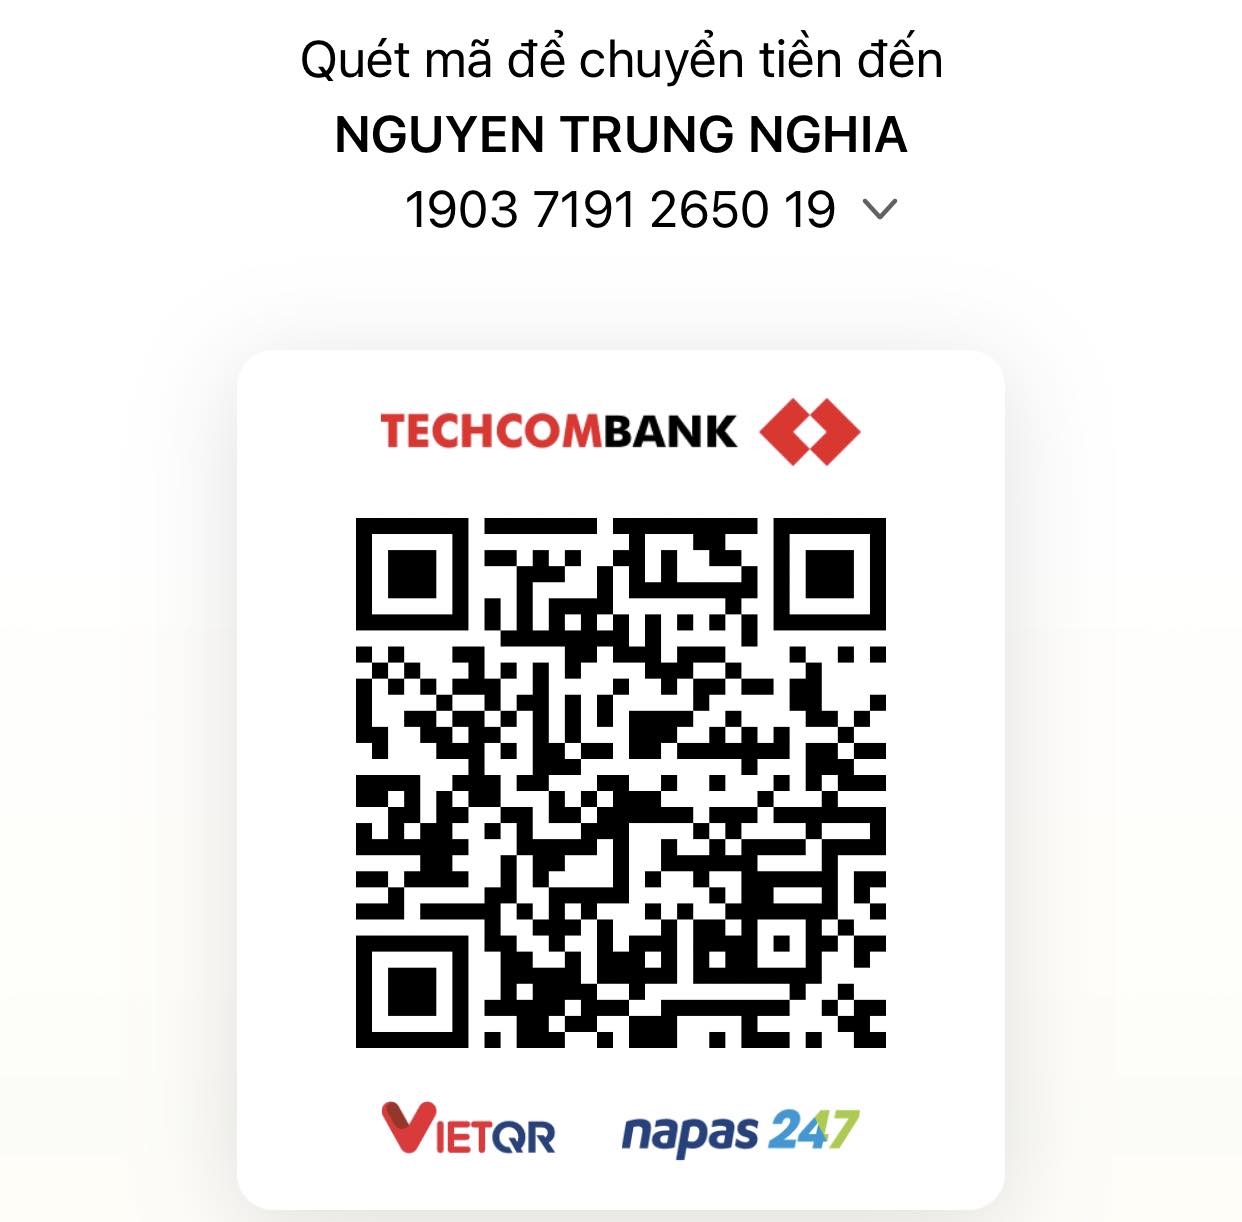 Quét mã để chuyển tiền đến
NGUYEN TRUNG NGHIA
1903 7191 2650 19
TECHCOMBANK
VIETQR napas 247